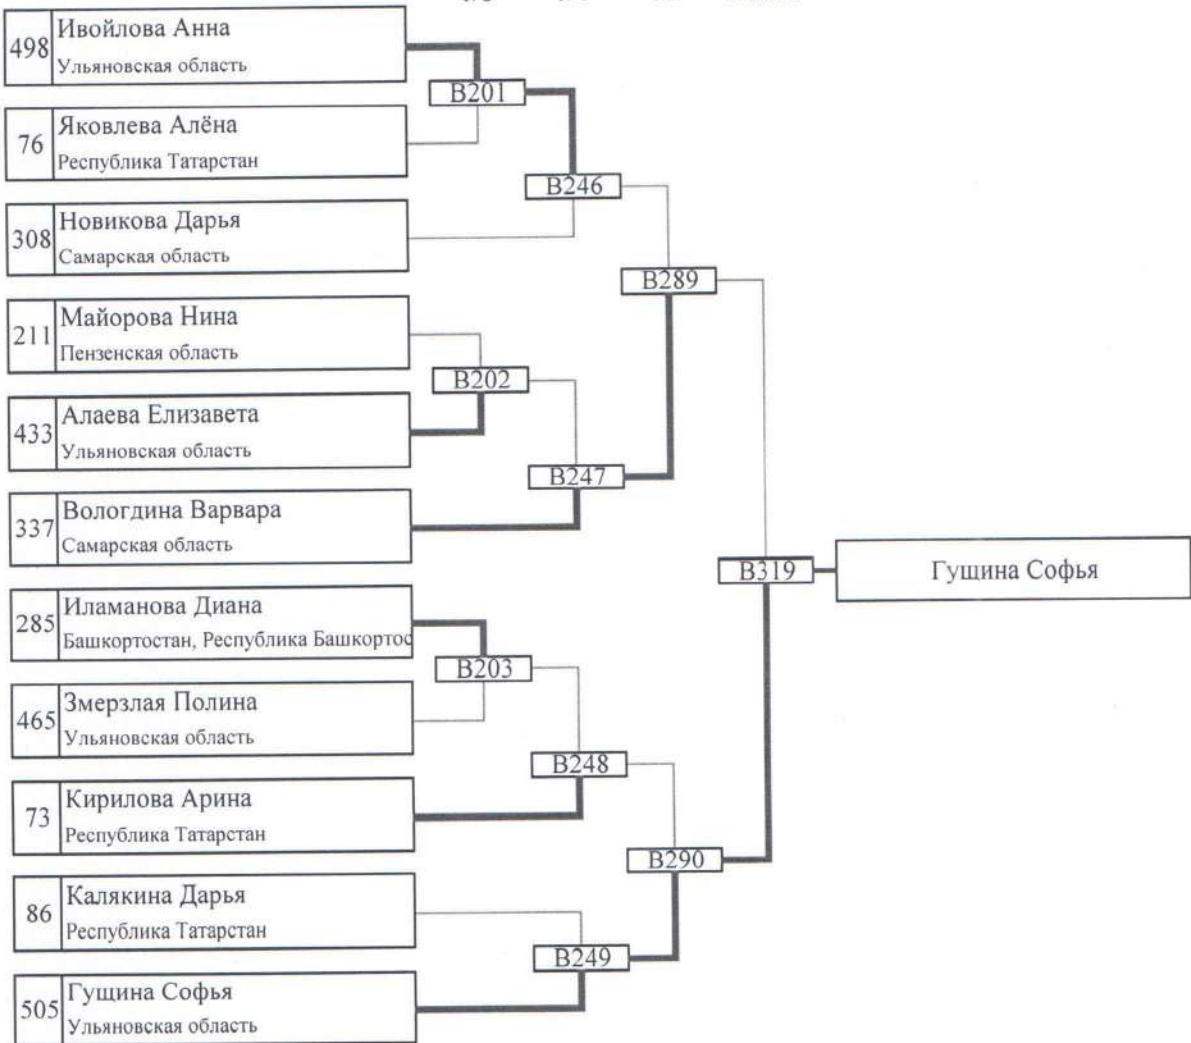 498
Ивойлова Анна
Ульяновская область
B201
76
Яковлева Алёна
Республика Татарстан
B246
308
Новикова Дарья
Самарская область
B289
211
Майорова Нина
Пензенская область
B202
433
Алаева Елизавета
Ульяновская область
B247
337
Вологдина Варвара
Самарская область
B319
Гущина Софья
285
Иламанова Диана
Башкортостан, Республика Башкортос
B203
465
Змерзлая Полина
Ульяновская область
B248
73
Кирилова Арина
Республика Татарстан
B290
86
Калякина Дарья
Республика Татарстан
B249
505
Гущина Софья
Ульяновская область